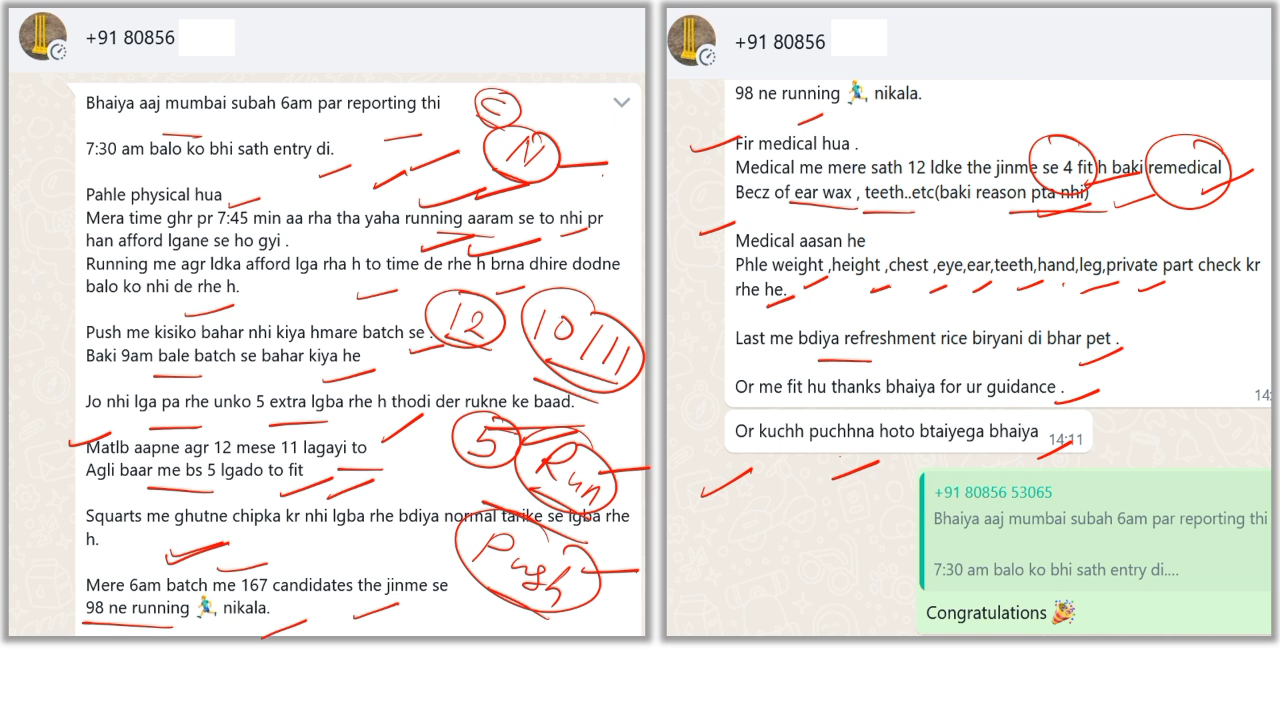 +91 80856
Bhaiya aaj mumbai subah 6am par reporting thi
7:30 am balo ko bhi sath entry di.
Pahle physical hua
Mera time ghr pr 7:45 min aa rha tha yaha running aaram se to nhi pr
han afford lgane se ho gyi .
Running me agr ldka afford lga rha h to time de rhe h brna dhire dodne
balo ko nhi de rhe h.
Push me kisiko bahar nhi kiya hmare batch se .
Baki 9am bale batch se bahar kiya he
Jo nhi lga pa rhe unko 5 extra lgba rhe h thodi der rukne ke baad.
Matlb aapne agr 12 mese 11 lagayi to
Agli baar me bs 5 lgado to fit
Squarts me ghutne chipka kr nhi lgba rhe bdiya normal tarike se lgba rhe
h.
Mere 6am batch me 167 candidates the jinme se
98 ne running 🏃 nikala.
C
N
12
10/11
5
Run
Push
+91 80856
98 ne running 🏃 nikala.
Fir medical hua .
Medical me mere sath 12 ldke the jinme se 4 fit h baki remedical
Becz of ear wax , teeth..etc(baki reason pta nhi)
Medical aasan he
Phle weight ,height ,chest ,eye,ear,teeth,hand,leg,private part check kr
rhe he.
Last me bdiya refreshment rice biryani di bhar pet .
Or me fit hu thanks bhaiya for ur guidance .
14:
Or kuchh puchhna hoto btaiyega bhaiya 14:11
+91 80856 53065
Bhaiya aaj mumbai subah 6am par reporting thi
7:30 am balo ko bhi sath entry di....
Congratulations 🎉